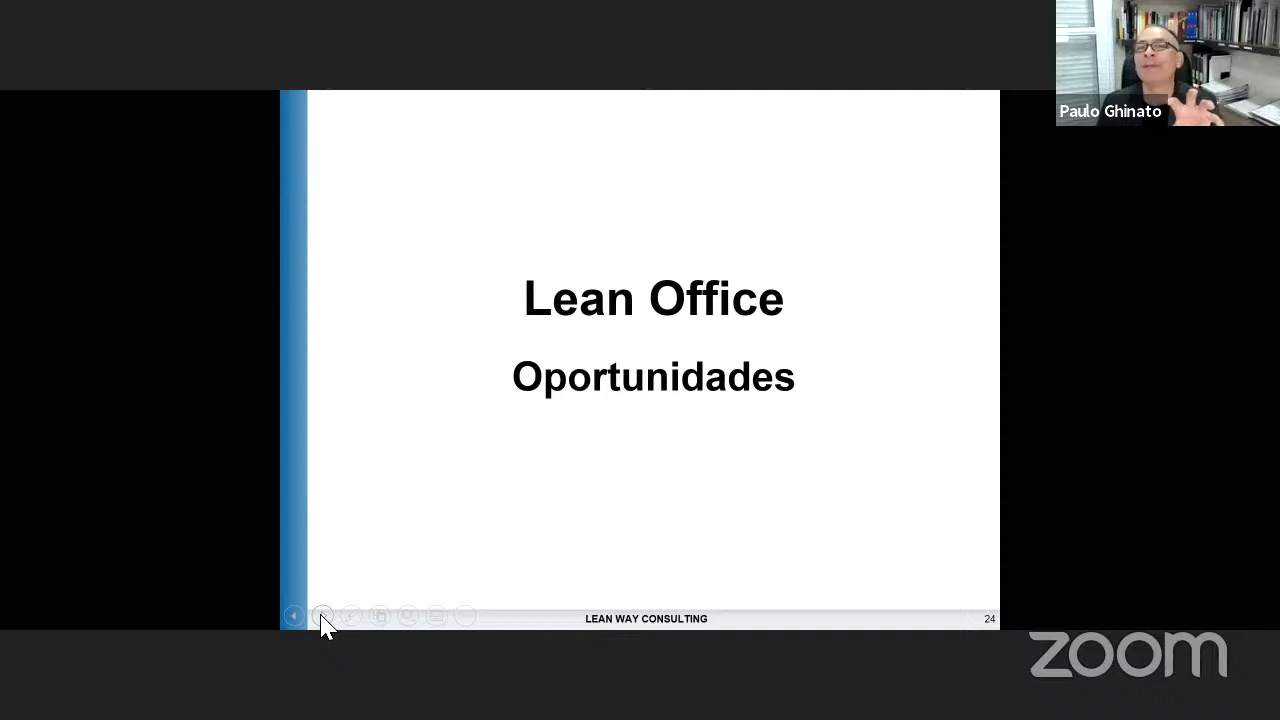 Paulo Ghinato
Lean Office
Oportunidades
LEAN WAY CONSULTING
24
zoom